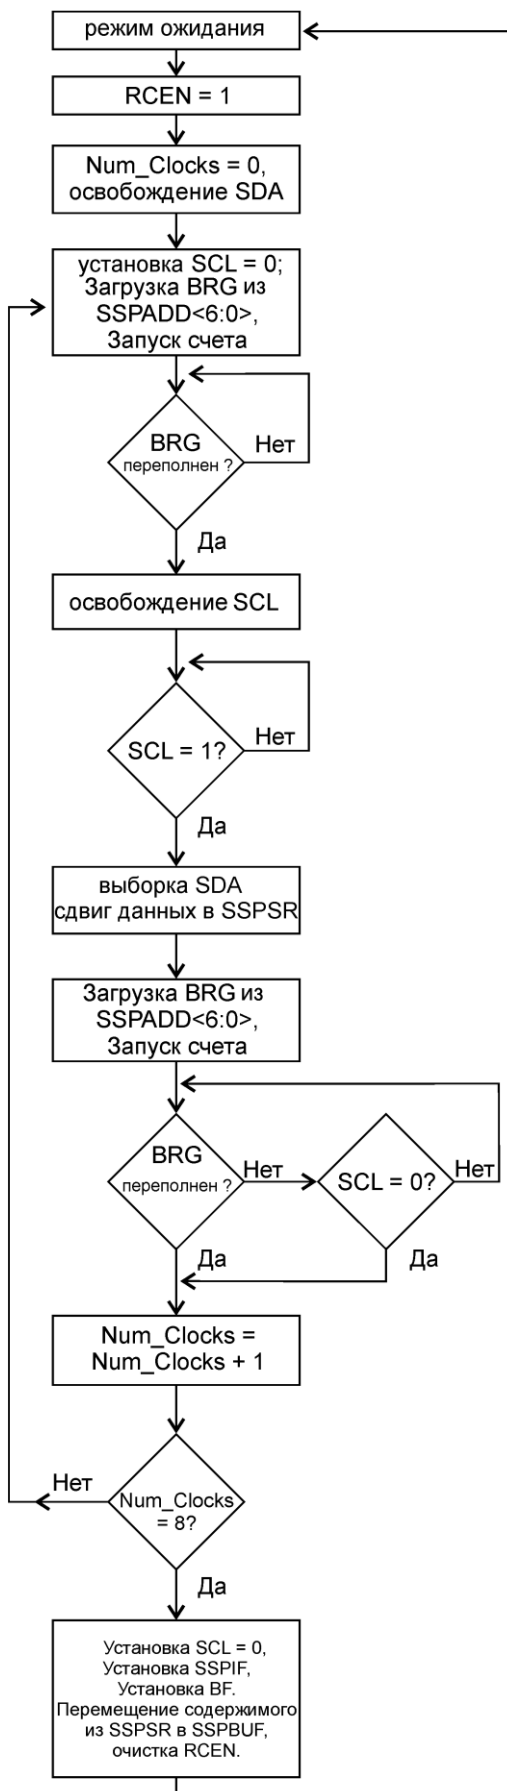 режим ожидания
RCEN = 1
Num_Clocks = 0,
освобождение SDA
установка SCL = 0;
Загрузка BRG из
SSPADD<6:0>,
Запуск счета
BRG
переполнен ?
Нет
Да
освобождение SCL
SCL = 1?
Нет
Да
выборка SDA
сдвиг данных в SSPSR
Загрузка BRG из
SSPADD<6:0>,
Запуск счета
BRG
переполнен ?
Нет
SCL = 0?
Нет
Да
Да
Num_Clocks =
Num_Clocks + 1
Нет
Num_Clocks
= 8?
Да
Установка SCL = 0,
Установка SSPIF,
Установка BF.
Перемещение содержимого
из SSPSR в SSPBUF,
очистка RCEN.